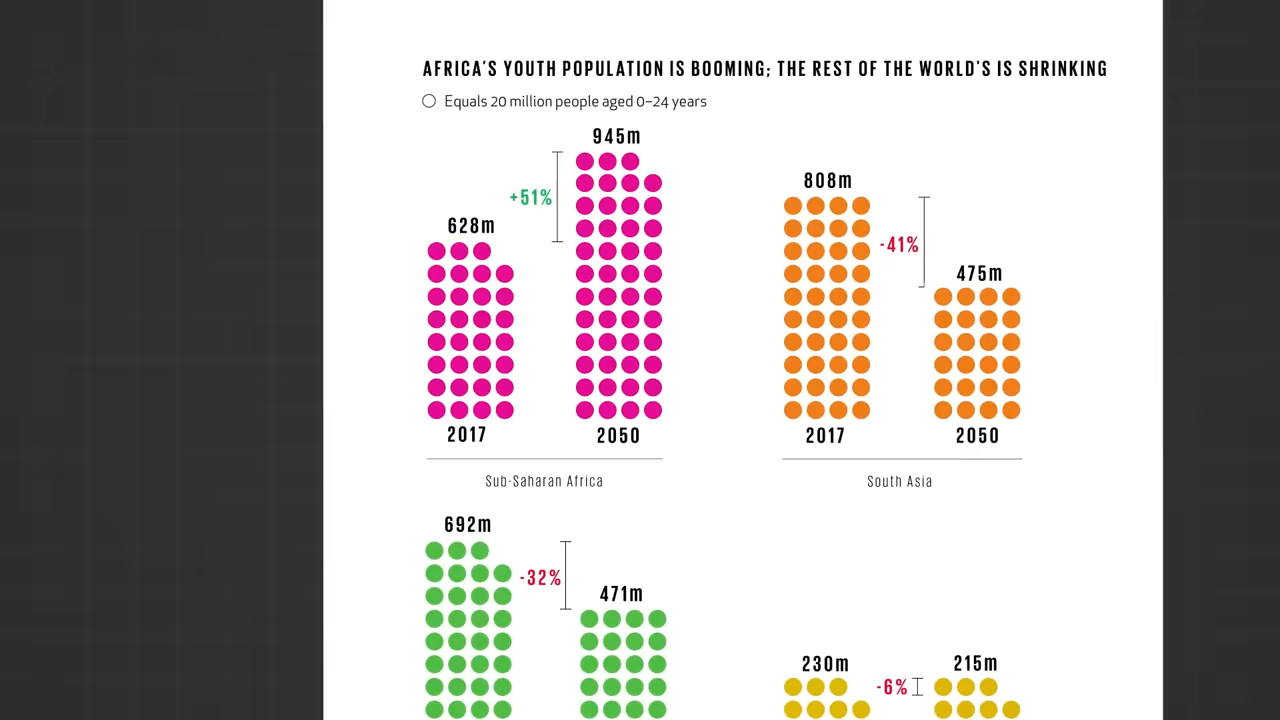 AFRICA'S YOUTH POPULATION IS BOOMING; THE REST OF THE WORLD'S IS SHRINKING
Equals 20 million people aged 0–24 years
945m
+51%
628m
2017
2050
Sub-Saharan Africa
808m
-41%
475m
2017
2050
South Asia
692m
-32%
471m
230m
-6%
215m